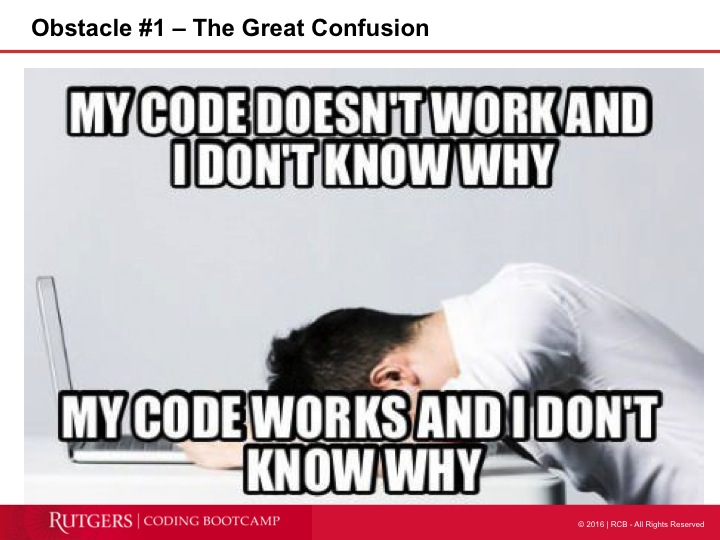 Obstacle #1 – The Great Confusion
MY CODE DOESN'T WORK AND
I DON'T KNOW WHY
MY CODE WORKS AND I DON'T
KNOW WHY
RUTGERS | CODING BOOTCAMP
© 2016 | RCB - All Rights Reserved